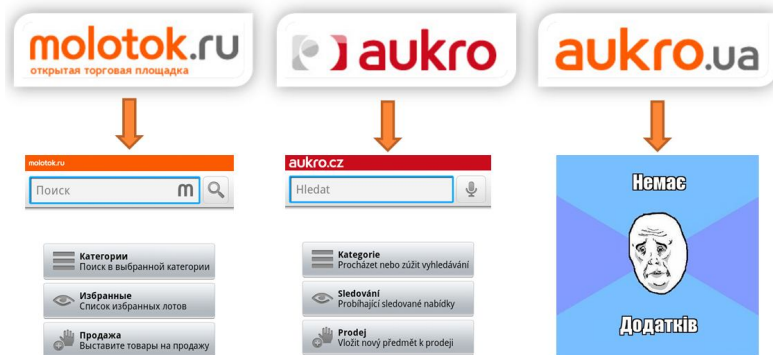 molotok.ru
открытая торговая площадка
aukro
aukro.ua
molotok.ru
Поиск
m
Категории
Поиск в выбранной категории
Избранные
Список избранных лотов
Продажа
Выставите товары на продажу
aukro.cz
Hledat
Kategorie
Procházet nebo zúžit vyhledávání
Sledování
Probíhající sledované nabídky
Prodej
Vložit nový předmět k prodeji
Немає
Додатків